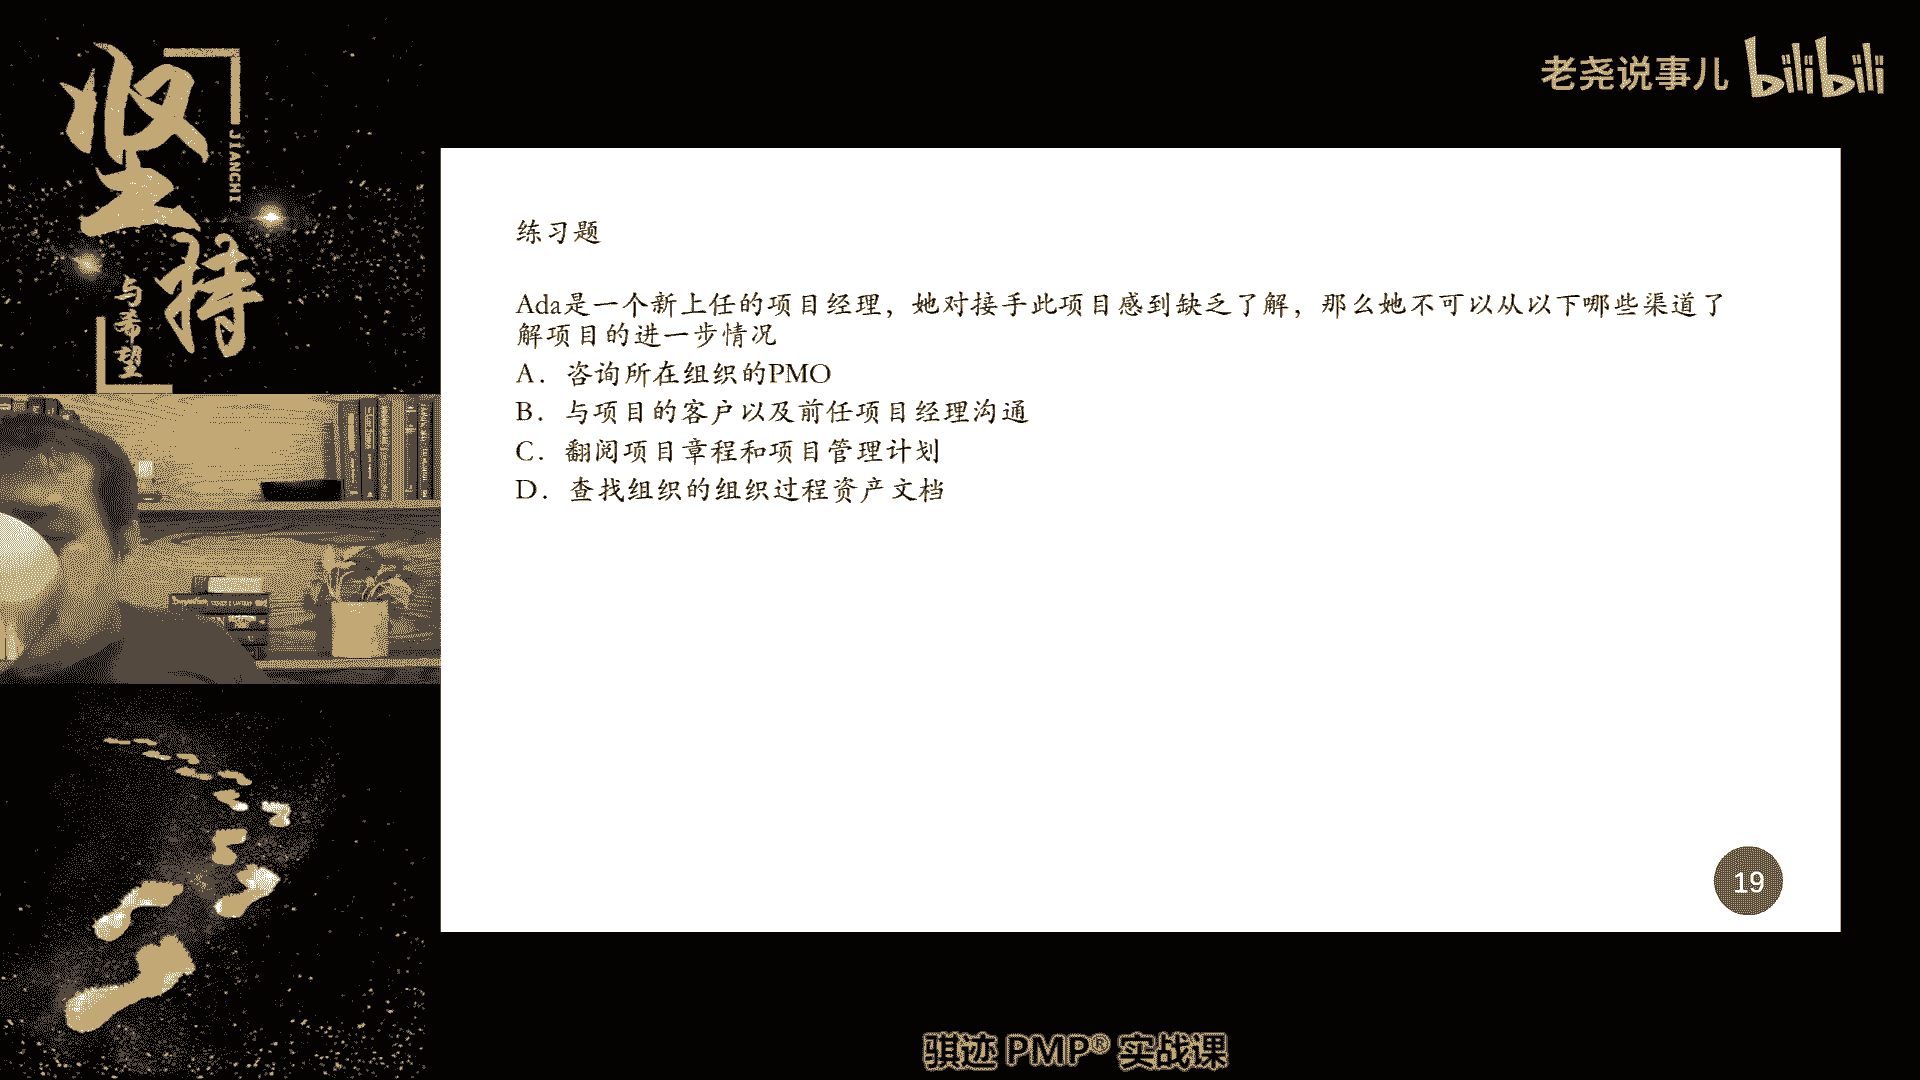 坚持
JIANCHI
与希望
老尧说事儿 bilibili
练习题
Ada是一个新上任的项目经理，她对接手此项目感到缺乏了解，那么她不可以从以下哪些渠道了
解项目的进一步情况
A．咨询所在组织的PMO
B．与项目的客户以及前任项目经理沟通
C．翻阅项目章程和项目管理计划
D．查找组织的组织过程资产文档
19
骐迹 PMP® 实战课